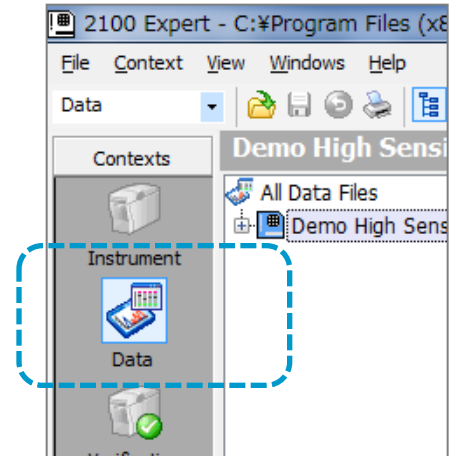 2100 Expert - C:¥Program Files (x8
File Context View Windows Help
Data
Contexts
Demo High Sensi
All Data Files
Demo High Sens
Instrument
Data